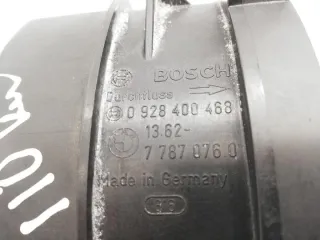 BOSCH
Durchfluss
0 928 400 468
13.62-
7 787 076.0
Made in Germany